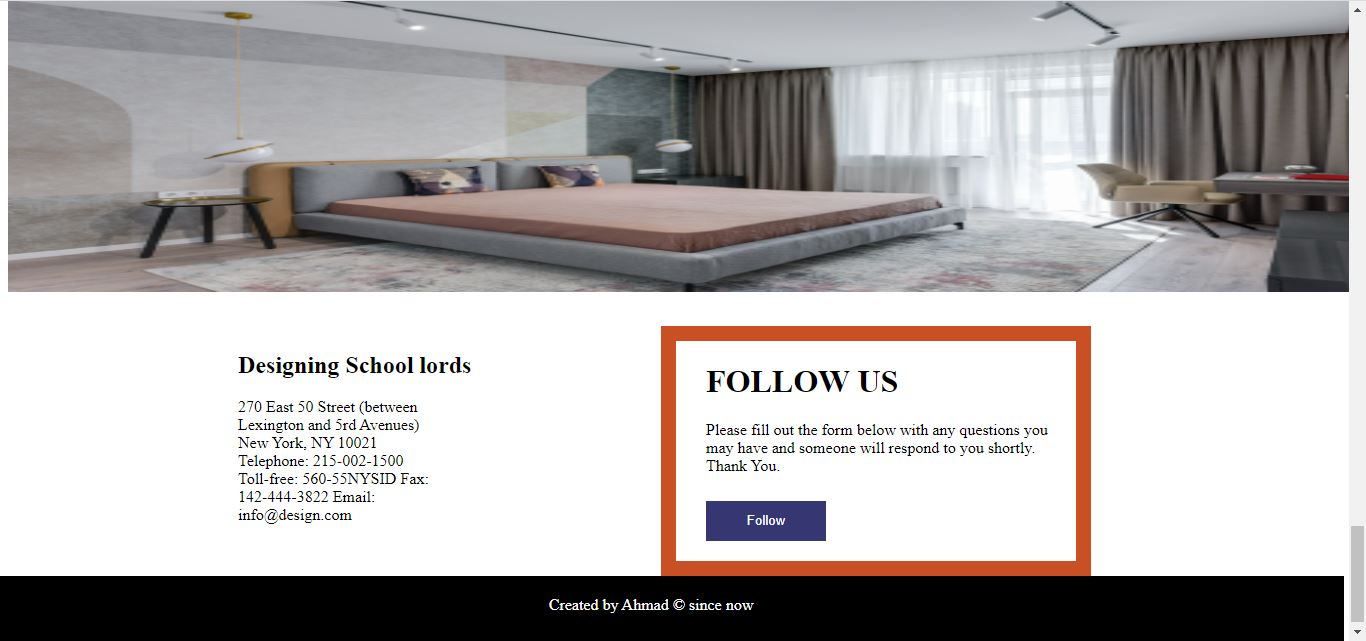 Designing School lords
270 East 50 Street (between
Lexington and 5rd Avenues)
New York, NY 10021
Telephone: 215-002-1500
Toll-free: 560-55NYSID Fax:
142-444-3822 Email:
info@design.com
FOLLOW US
Please fill out the form below with any questions you
may have and someone will respond to you shortly.
Thank You.
Follow
Created by Ahmad © since now